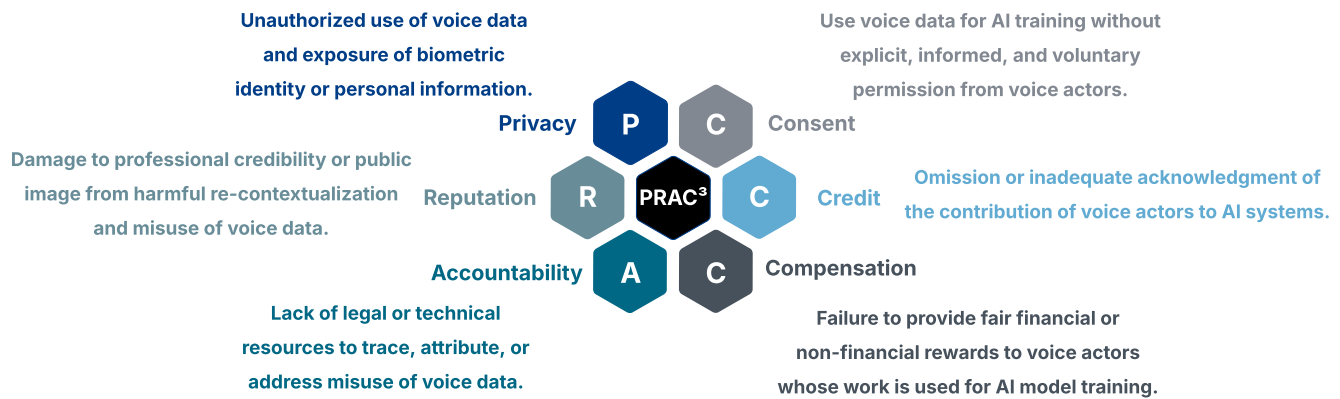 Unauthorized use of voice data
and exposure of biometric
identity or personal information.
Privacy
P
Use voice data for AI training without
explicit, informed, and voluntary
permission from voice actors.
C
Consent
Damage to professional credibility or public
image from harmful re-contextualization
and misuse of voice data.
Reputation
R
PRAC³
C
Credit
Omission or inadequate acknowledgment of
the contribution of voice actors to AI systems.
Accountability
A
Lack of legal or technical
resources to trace, attribute, or
address misuse of voice data.
C
Compensation
Failure to provide fair financial or
non-financial rewards to voice actors
whose work is used for AI model training.